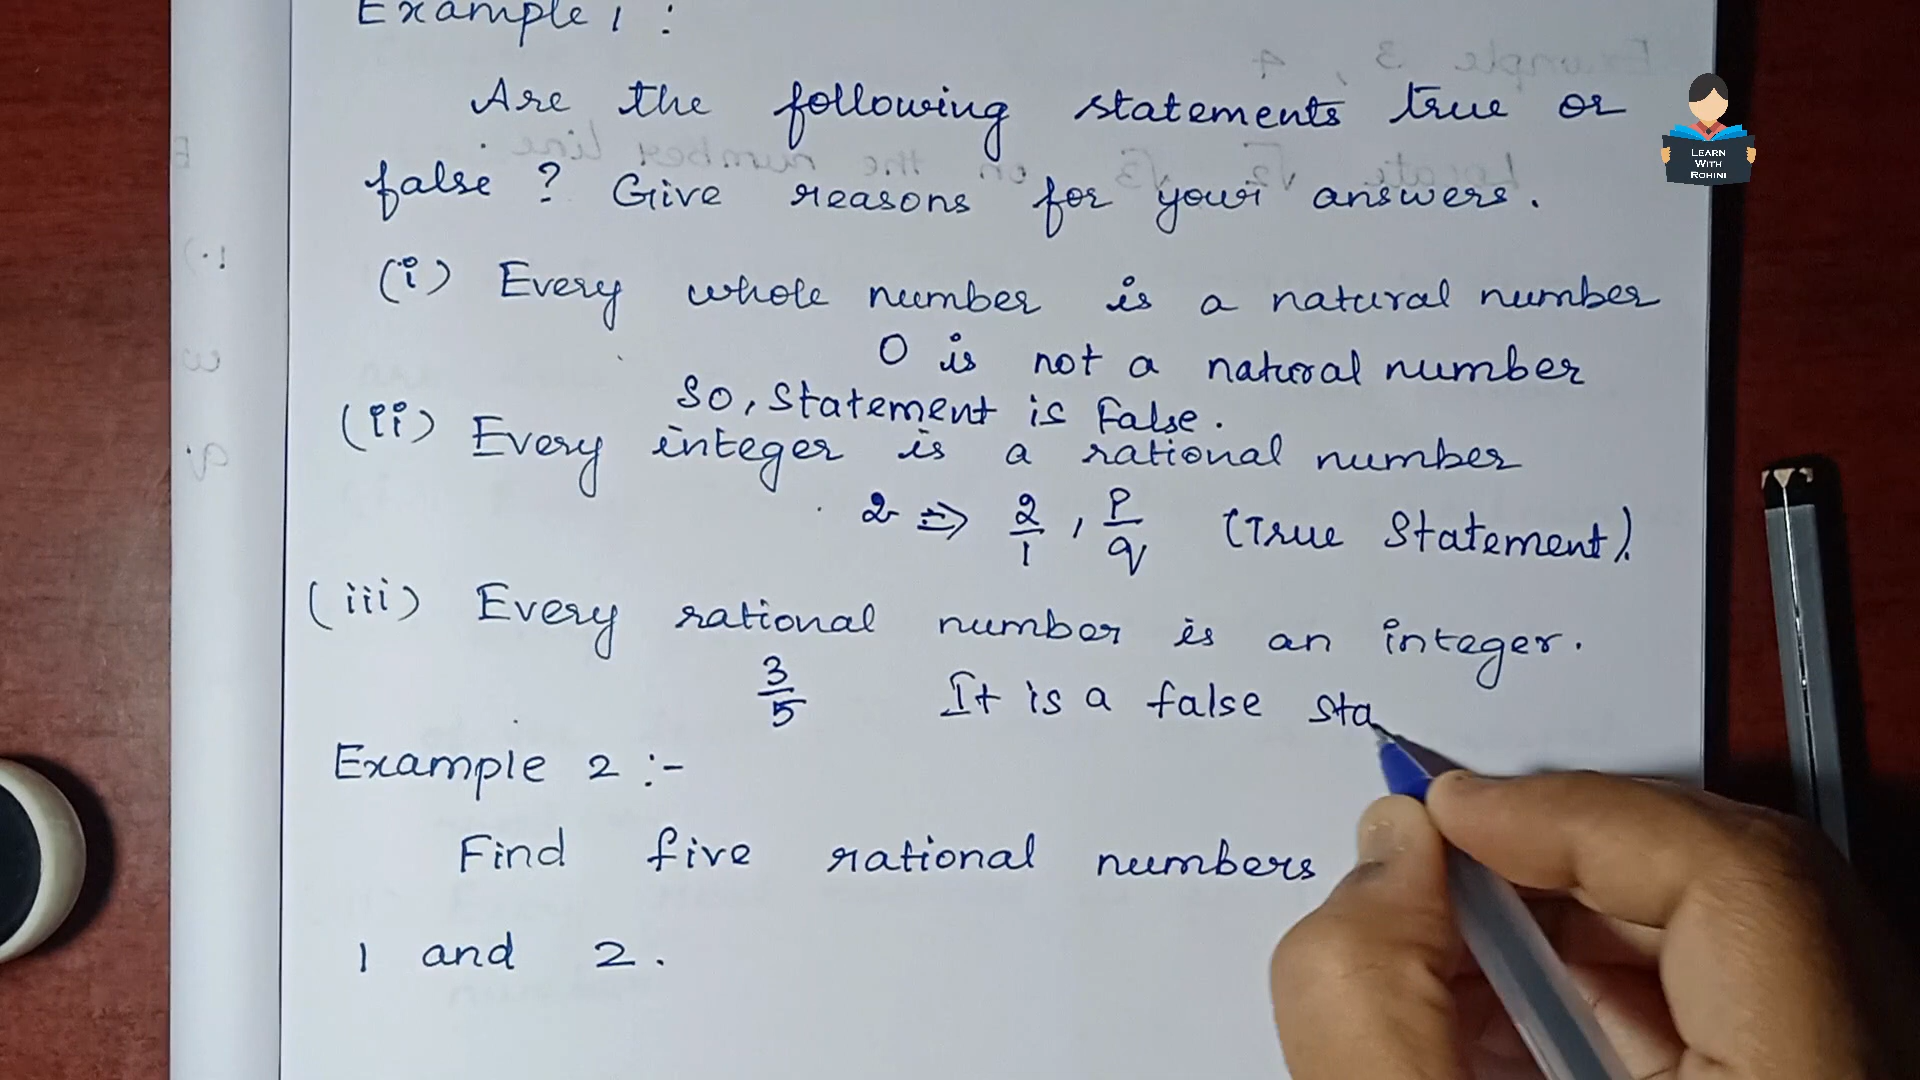 Example 1 :
Are the following statements true or
false ? Give reasons for your answers.
(i) Every whole number is a natural number
0 is not a natural number
So, Statement is False.
(ii) Every integer is a rational number
2 ⇒ 2/1 , P/q (True Statement).
(iii) Every rational number is an integer.
3/5 It is a false sta
Example 2 :-
Find five rational numbers
1 and 2.
LEARN
WITH
ROHINI